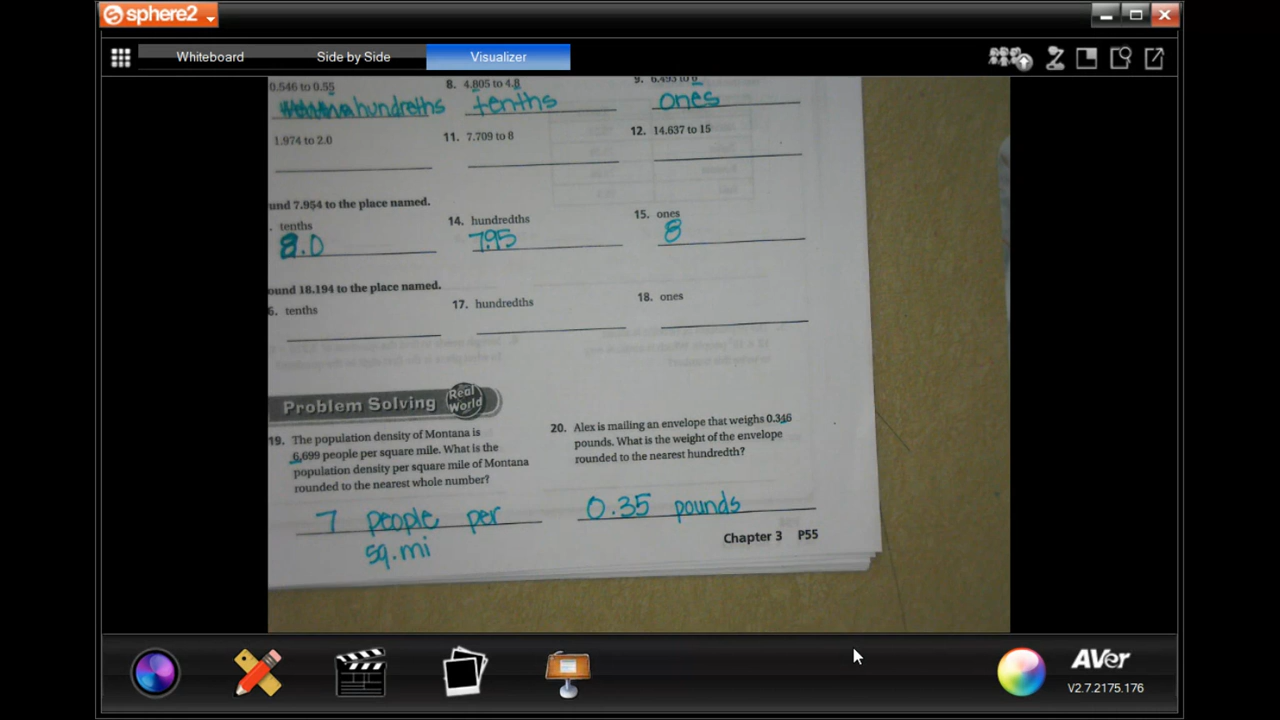 sphere2
Whiteboard Side by Side Visualizer
0.546 to 0.55 8. 4.805 to 4.8 9. 6.493 to 6
hundreths tenths ones
1.974 to 2.0 11. 7.709 to 8 12. 14.637 to 15
und 7.954 to the place named.
. tenths 14. hundredths 15. ones
8.0 7.95 8
ound 18.194 to the place named.
6. tenths 17. hundredths 18. ones
Problem Solving Real World
19. The population density of Montana is
6.699 people per square mile. What is the
population density per square mile of Montana
rounded to the nearest whole number?
7 people per
sq. mi
20. Alex is mailing an envelope that weighs 0.346
pounds. What is the weight of the envelope
rounded to the nearest hundredth?
0.35 pounds
Chapter 3 P55
AVer
V2.7.2175.176